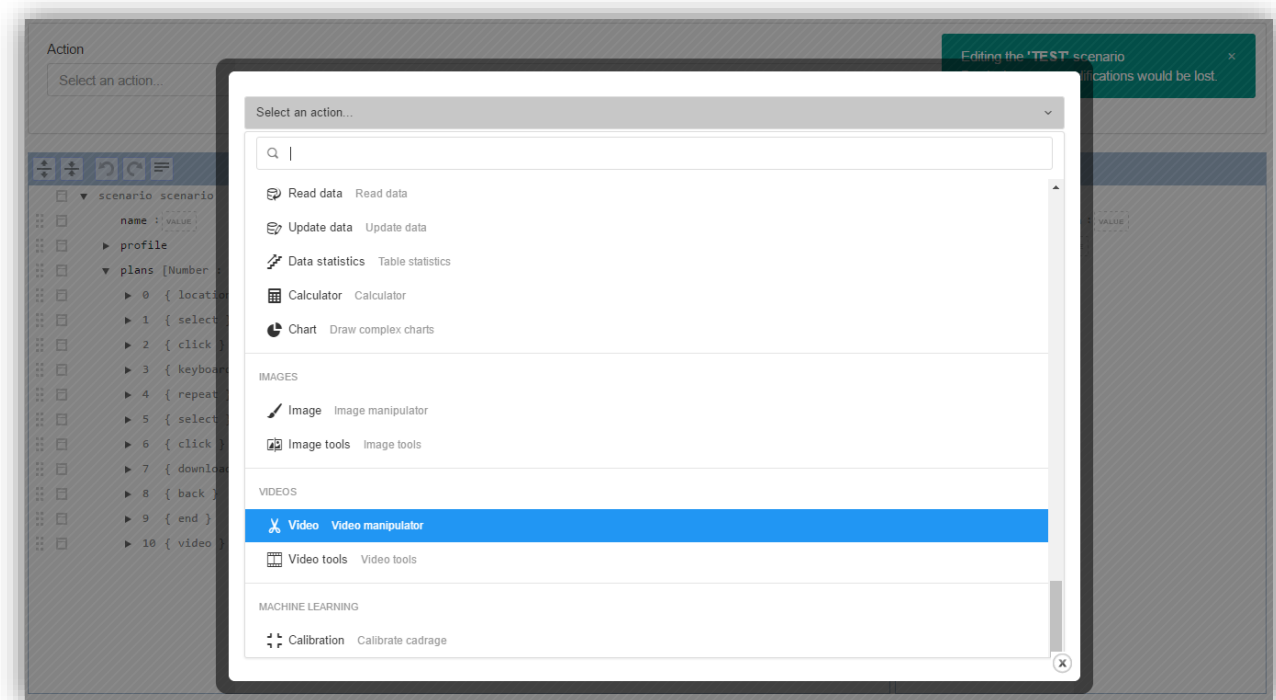 Action
Select an action...
Editing the 'TEST' scenario ×
ifications would be lost.
Select an action...
Read data Read data
Update data Update data
Data statistics Table statistics
Calculator Calculator
Chart Draw complex charts
IMAGES
Image Image manipulator
Image tools Image tools
VIDEOS
Video Video manipulator
Video tools Video tools
MACHINE LEARNING
Calibration Calibrate cadrage
x
scenario scenario
name : VALUE
: VALUE
profile
plans [Number :
0 { location
1 { select }
2 { click }
3 { keyboard
4 { repeat }
5 { select }
6 { click }
7 { download
8 { back }
9 { end }
10 { video }